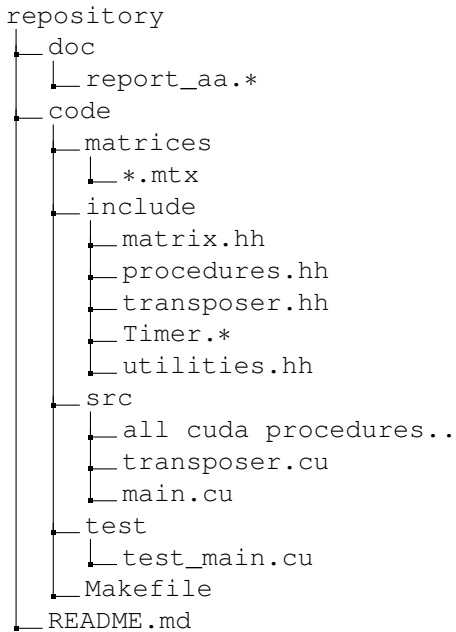 repository
doc
report_aa.*
code
matrices
*.mtx
include
matrix.hh
procedures.hh
transposer.hh
Timer.*
utilities.hh
src
all cuda procedures..
transposer.cu
main.cu
test
test_main.cu
Makefile
README.md